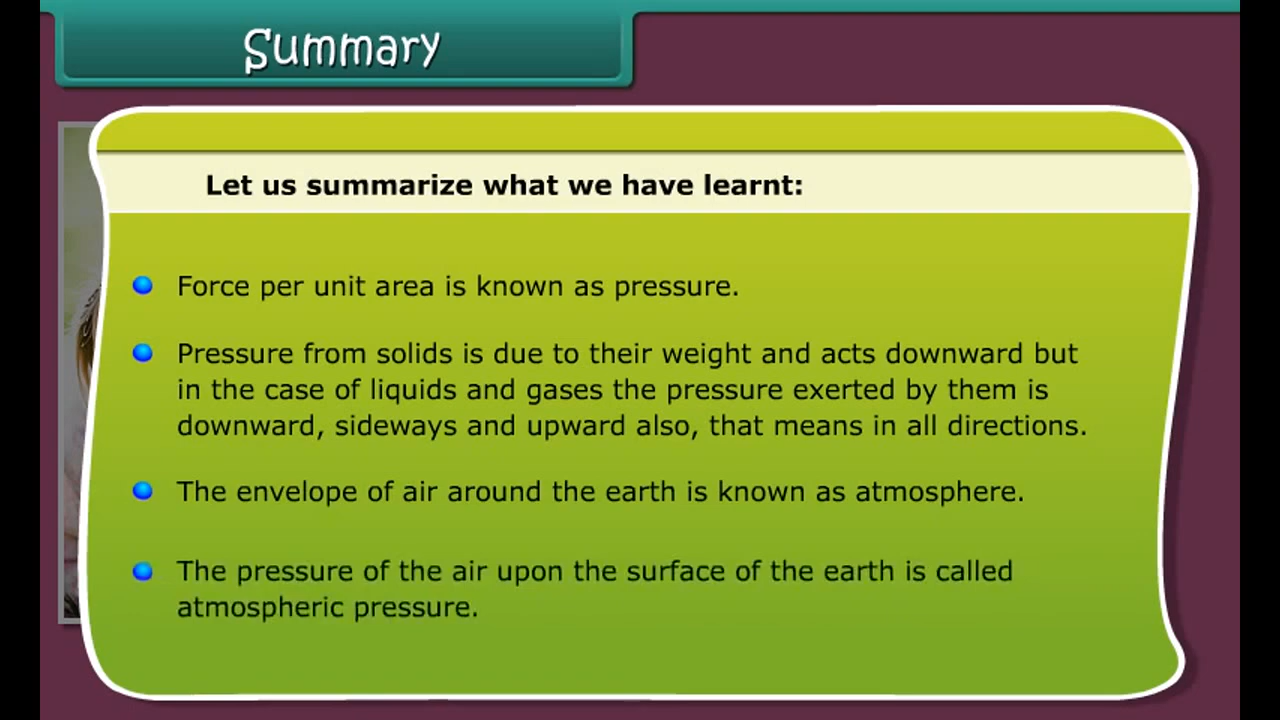 Summary
Let us summarize what we have learnt:
Force per unit area is known as pressure.
Pressure from solids is due to their weight and acts downward but
in the case of liquids and gases the pressure exerted by them is
downward, sideways and upward also, that means in all directions.
The envelope of air around the earth is known as atmosphere.
The pressure of the air upon the surface of the earth is called
atmospheric pressure.